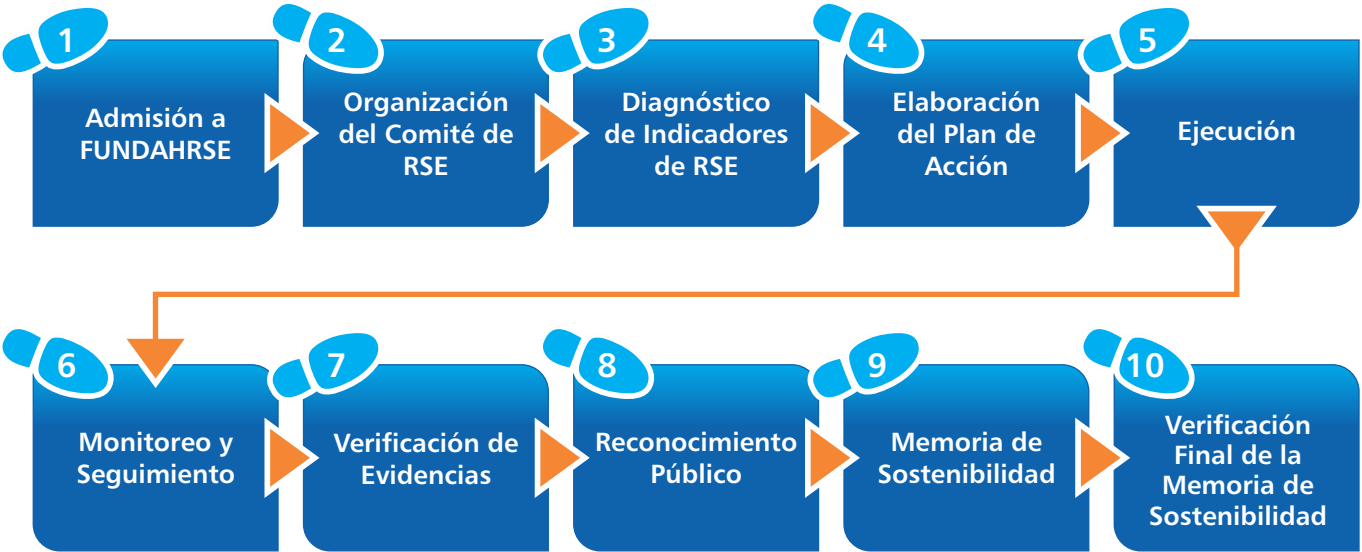 1
Admisión a
FUNDAHRSE
2
Organización
del Comité de
RSE
3
Diagnóstico
de Indicadores
de RSE
4
Elaboración
del Plan de
Acción
5
Ejecución
6
Monitoreo y
Seguimiento
7
Verificación de
Evidencias
8
Reconocimiento
Público
9
Memoria de
Sostenibilidad
10
Verificación
Final de la
Memoria de
Sostenibilidad